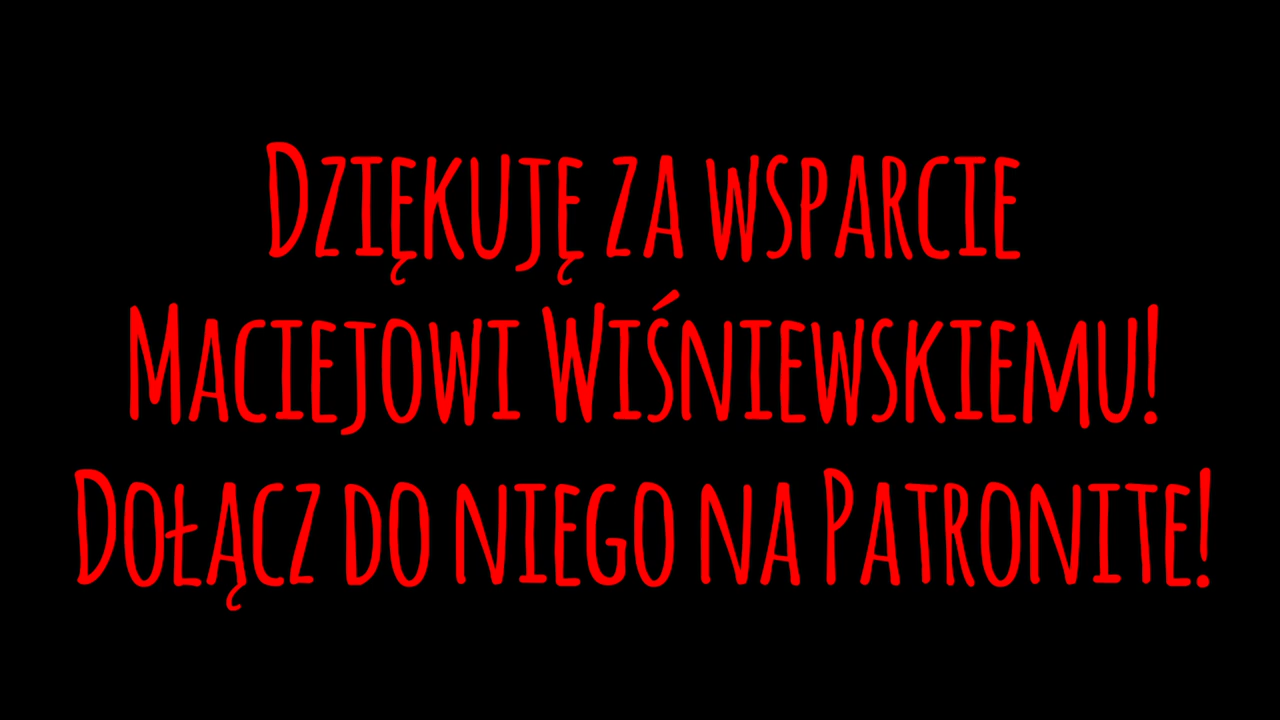 Dziękuję za wsparcie
Maciejowi Wiśniewskiemu!
Dołącz do niego na Patronite!